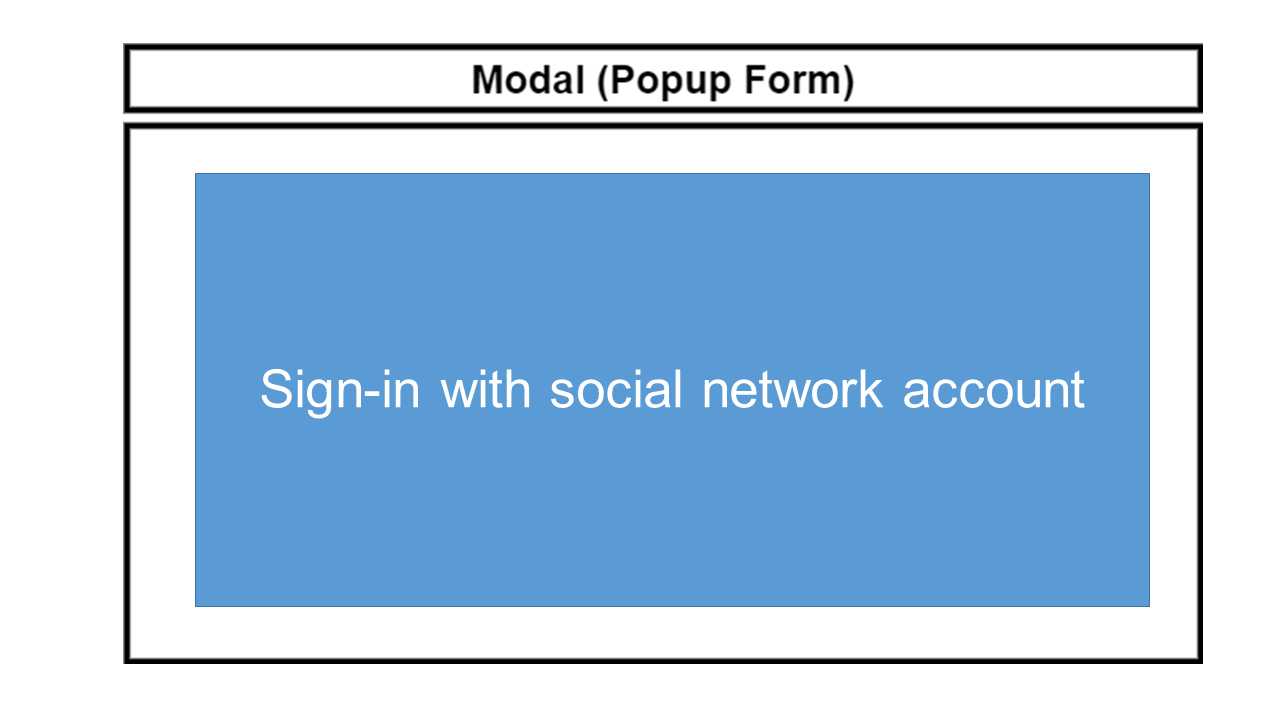 Modal (Popup Form)
Sign-in with social network account